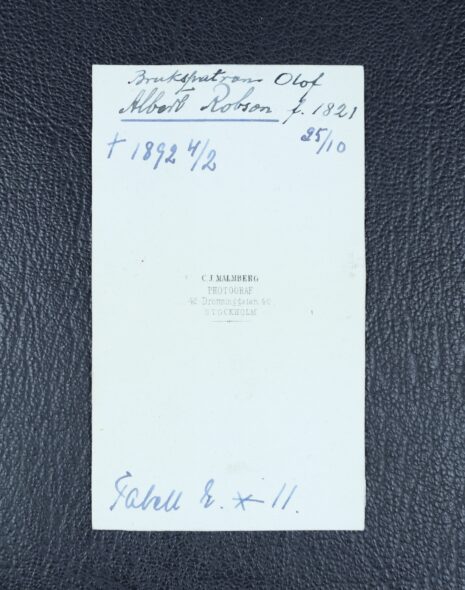 Brukspatron Olof
Albert Robson f. 1821
25/10
† 1892 4/2
C J MALMBERG
PHOTOGRAF
42 Drottninggatan 42
STOCKHOLM
Tabell E. * 11.